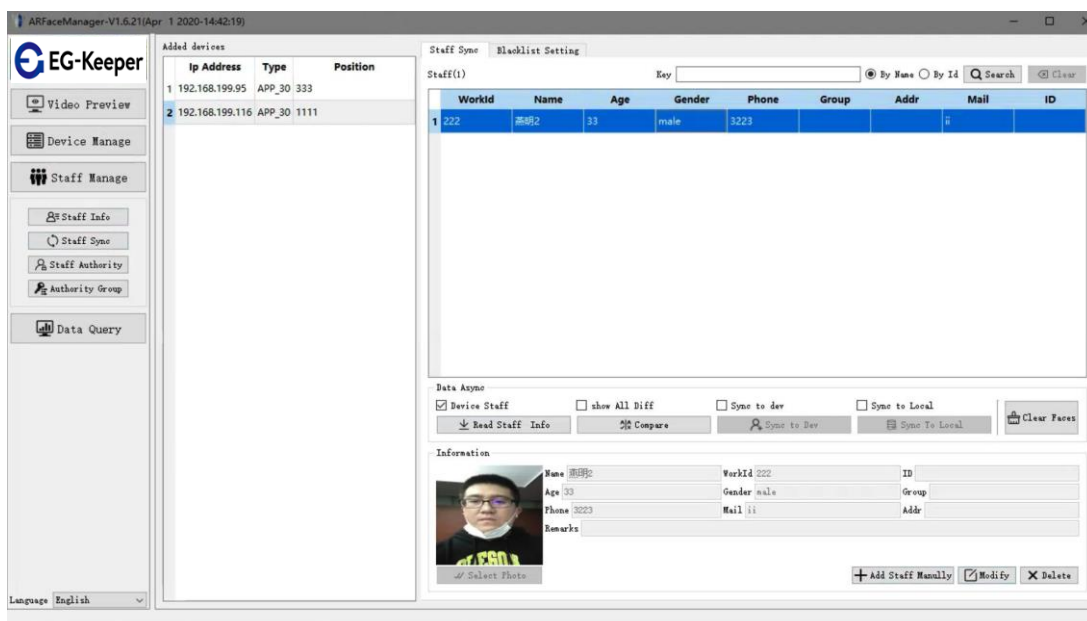 ARFaceManager-V1.6.21(Apr 1 2020-14:42:19)
EG-Keeper
Video Preview
Device Manage
Staff Manage
Staff Info
Staff Sync
Staff Authority
Authority Group
Data Query
Language English
Added devices
Ip Address Type Position
1 192.168.199.95 APP_30 333
2 192.168.199.116 APP_30 1111
Staff Sync Blacklist Setting
Staff(1) Key By Name By Id Search Clear
WorkId Name Age Gender Phone Group Addr Mail ID
1 222 燕明2 33 male 3223 ii
Data Async
Device Staff show All Diff Sync to dev Sync to Local
Read Staff Info Compare Sync to Dev Sync To Local Clear Faces
Information
Name 燕明2 WorkId 222 ID
Age 33 Gender male Group
Phone 3223 Mail ii Addr
Remarks
Select Photo
Add Staff Manully Modify Delete